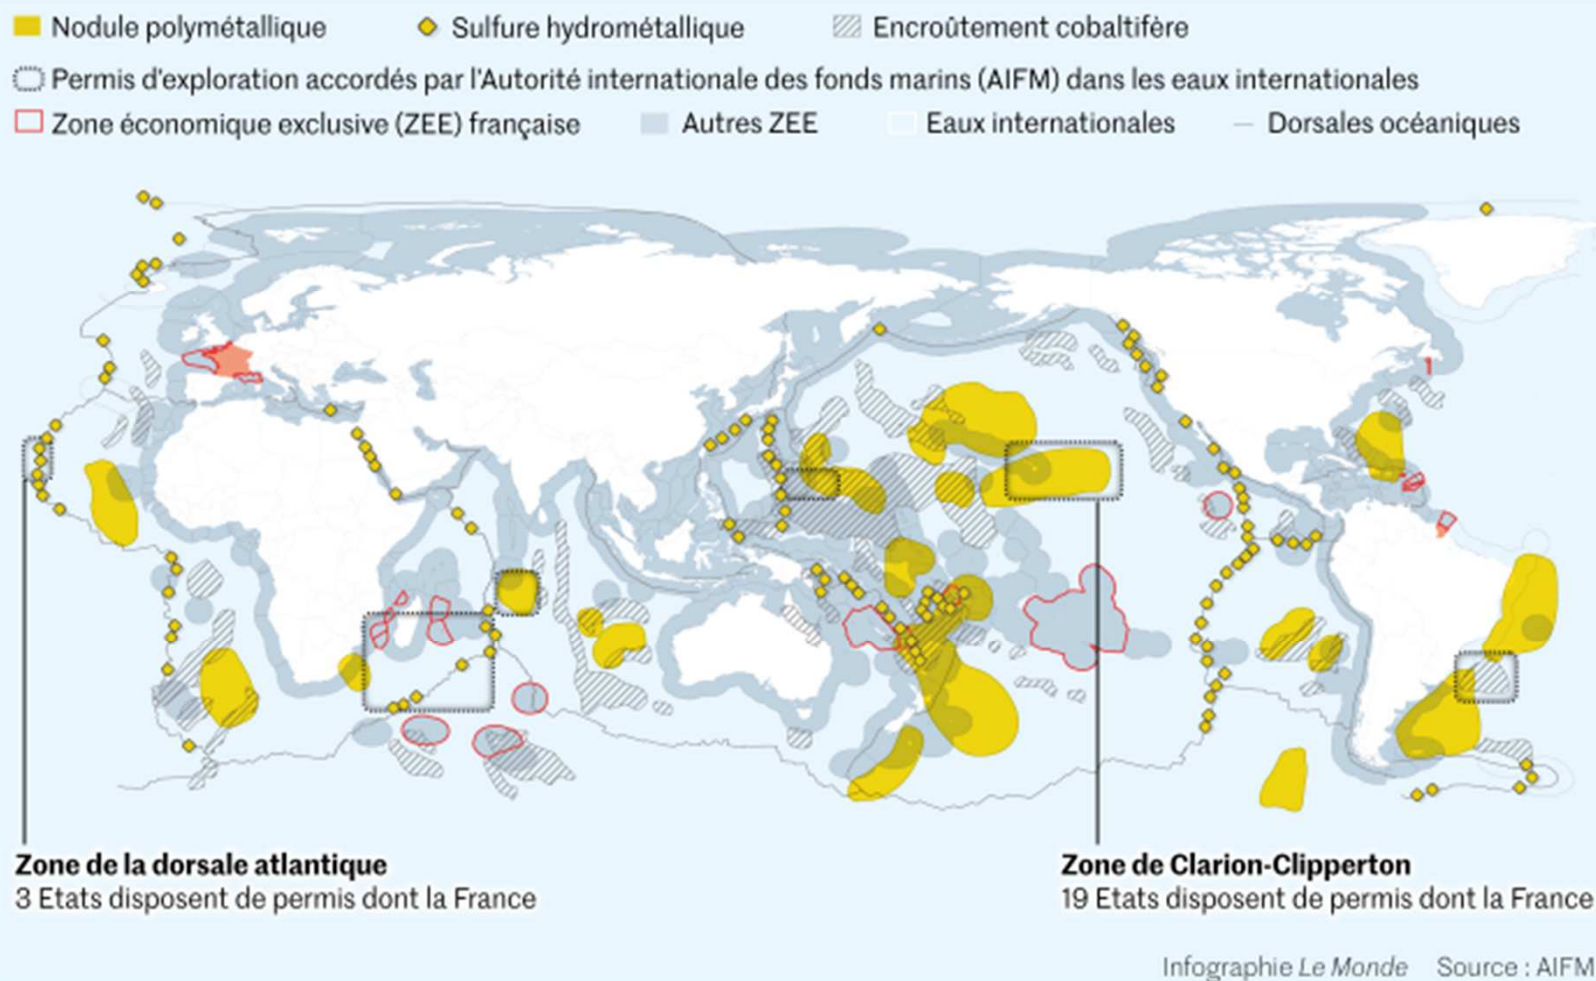 Nodule polymétallique
Sulfure hydrométallique
Encroûtement cobaltifère
Permis d'exploration accordés par l'Autorité internationale des fonds marins (AIFM) dans les eaux internationales
Zone économique exclusive (ZEE) française
Autres ZEE
Eaux internationales
Dorsales océaniques
Zone de la dorsale atlantique
3 Etats disposent de permis dont la France
Zone de Clarion-Clipperton
19 Etats disposent de permis dont la France
Infographie Le Monde
Source : AIFM